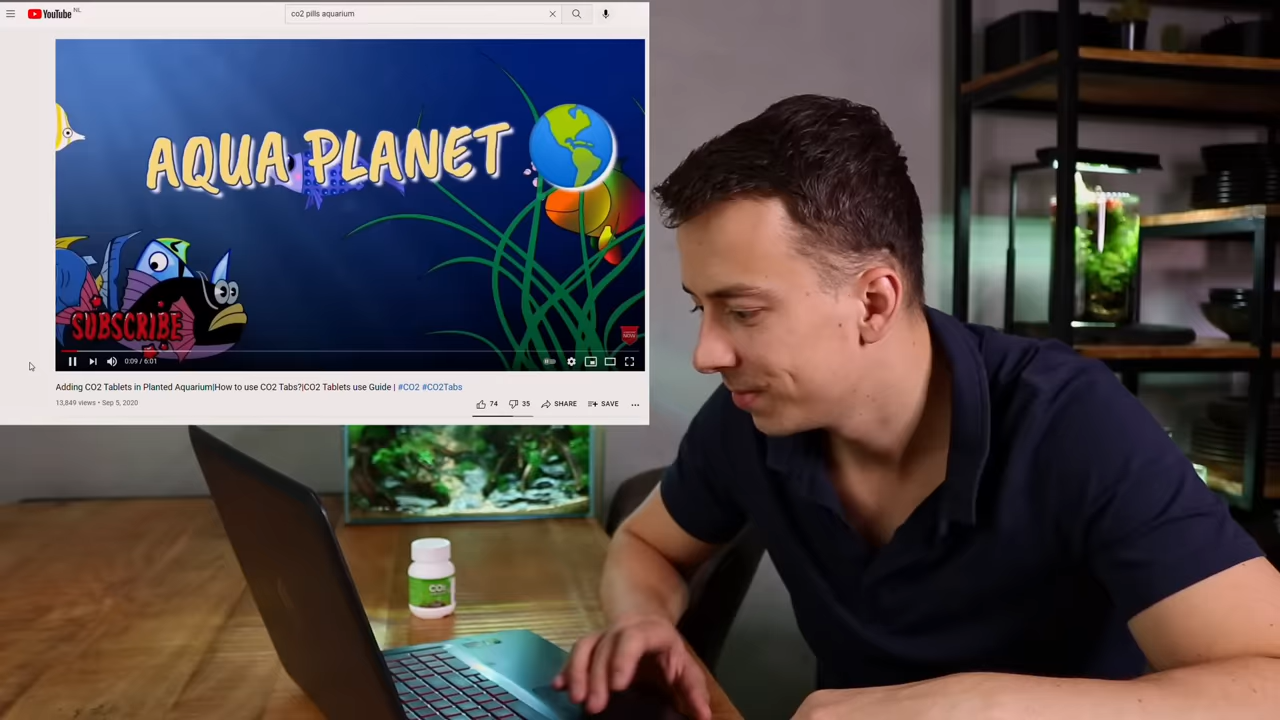 YouTube NL
co2 pills aquarium
AQUA PLANET
SUBSCRIBE
NOW
0:09 / 6:01
Adding CO2 Tablets in Planted Aquarium|How to use CO2 Tabs?|CO2 Tablets use Guide | #CO2 #CO2Tabs
13,849 views • Sep 5, 2020
74
35
SHARE
SAVE
CO2